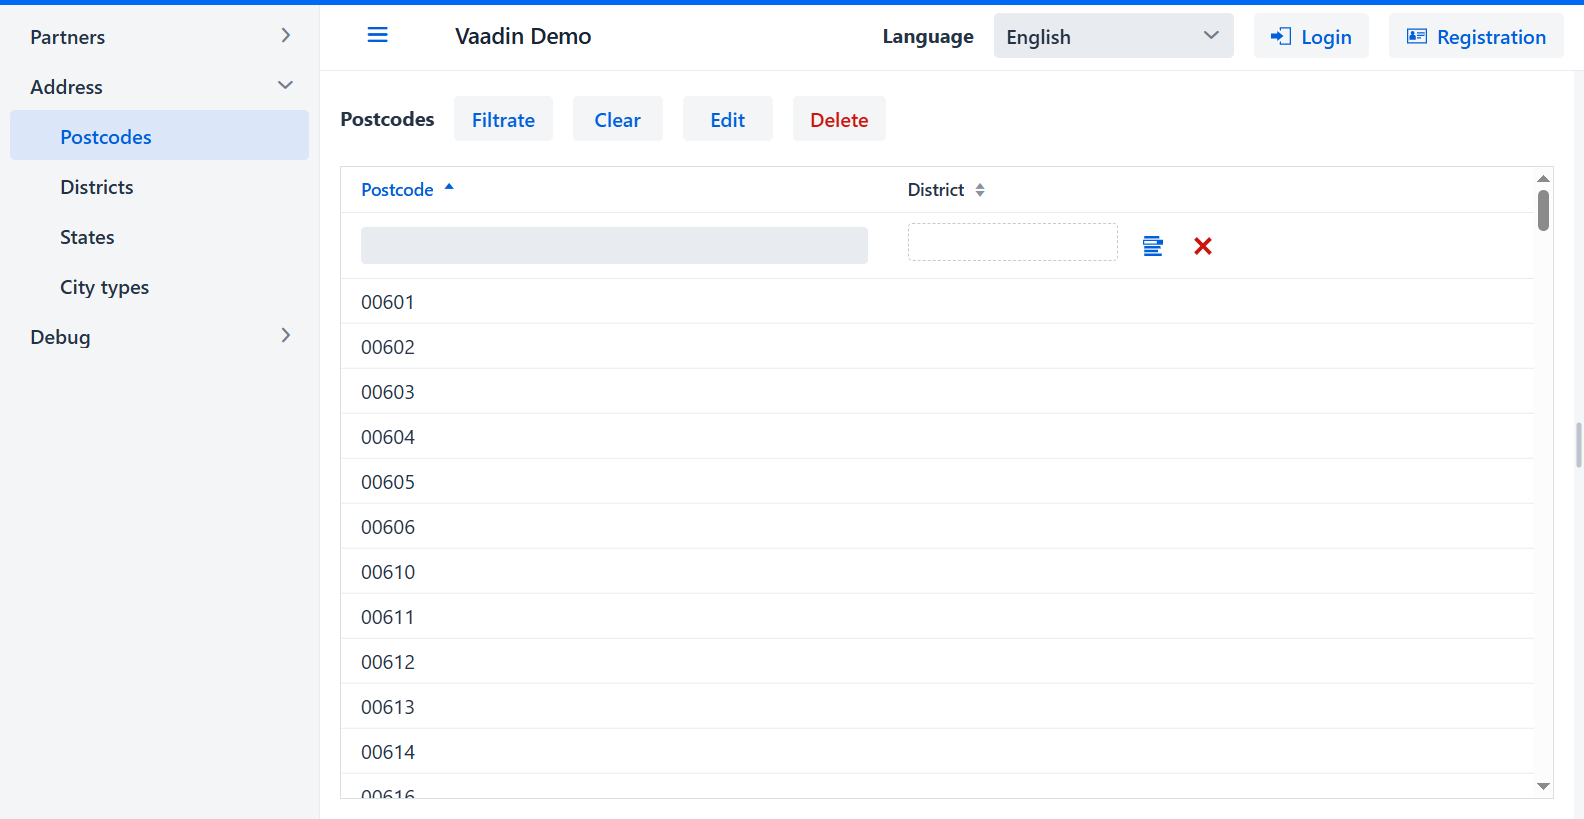 Partners
Address
Postcodes
Districts
States
City types
Debug
Vaadin Demo
Language
English
Login
Registration
Postcodes
Filtrate
Clear
Edit
Delete
Postcode
District
00601
00602
00603
00604
00605
00606
00610
00611
00612
00613
00614
00616